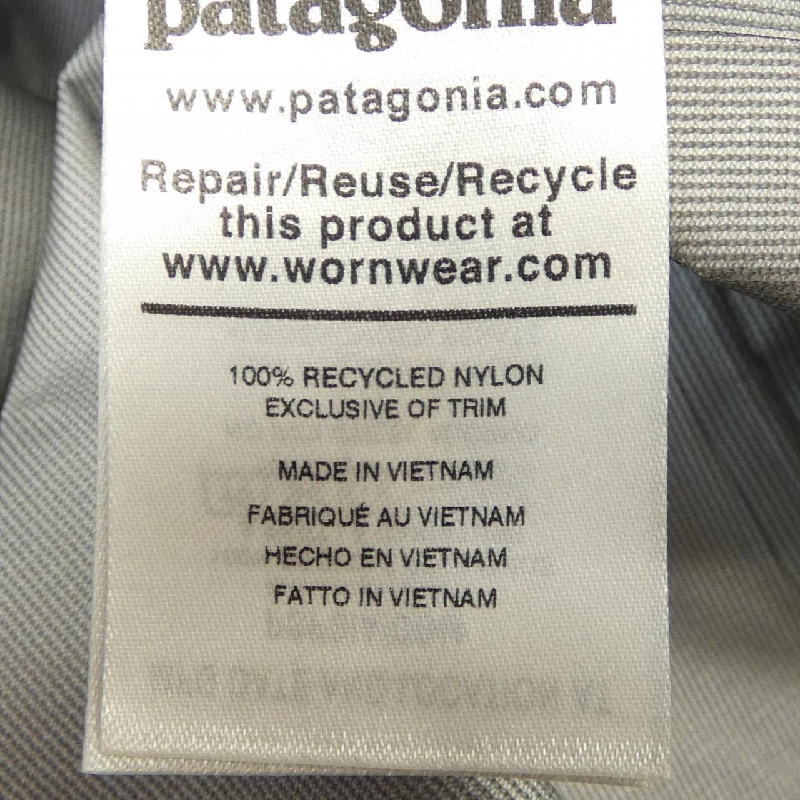 patagonia
www.patagonia.com
Repair/Reuse/Recycle
this product at
www.wornwear.com
100% RECYCLED NYLON
EXCLUSIVE OF TRIM
MADE IN VIETNAM
FABRIQUÉ AU VIETNAM
HECHO EN VIETNAM
FATTO IN VIETNAM